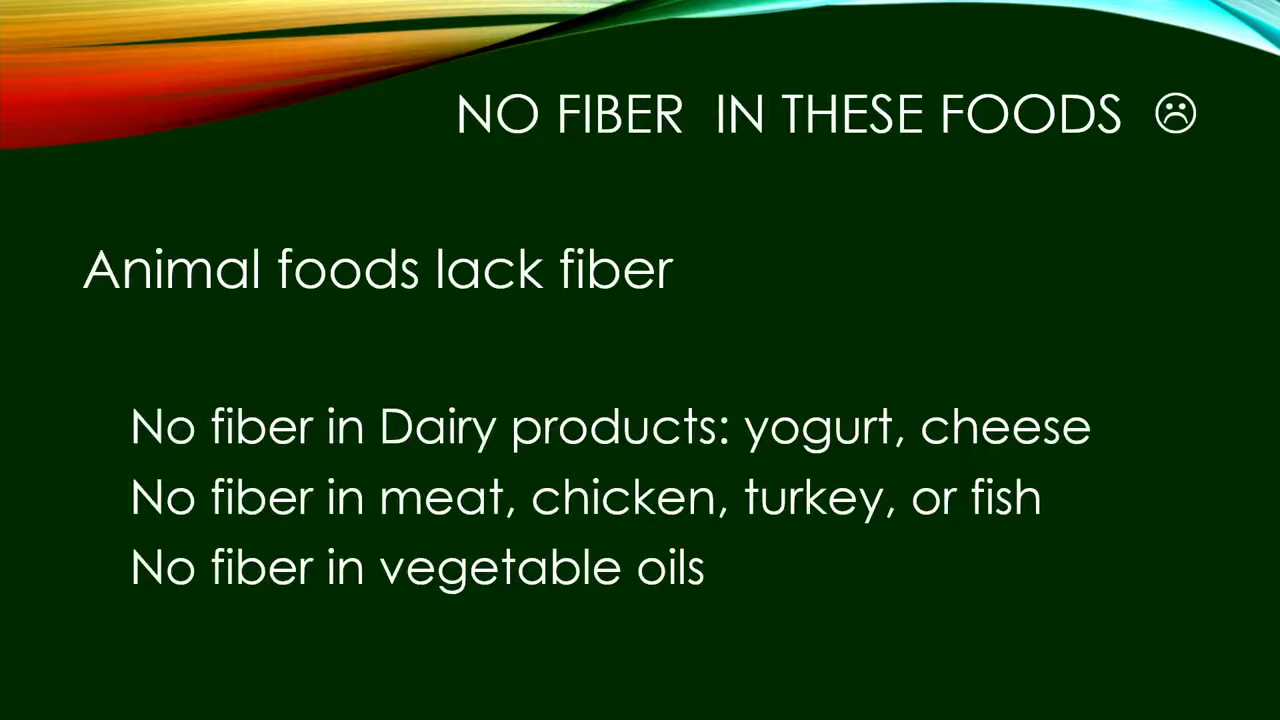 NO FIBER  IN THESE FOODS ☹
Animal foods lack fiber
No fiber in Dairy products: yogurt, cheese
No fiber in meat, chicken, turkey, or fish
No fiber in vegetable oils